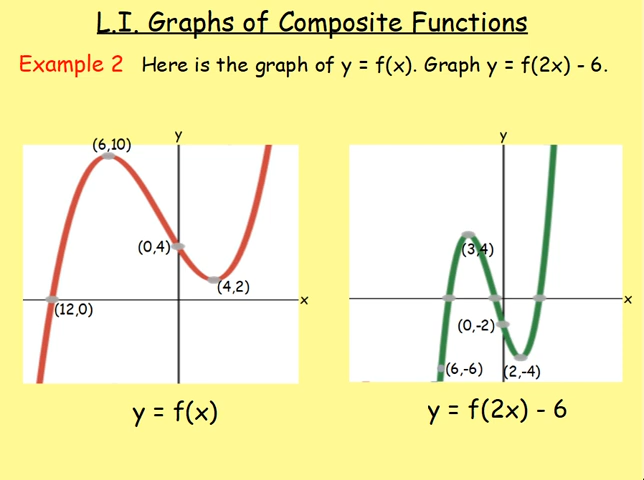 L.I. Graphs of Composite Functions
Example 2 Here is the graph of y = f(x). Graph y = f(2x) - 6.
y
(6,10)
(0,4)
(4,2)
x
(12,0)
y = f(x)
y
(3,4)
x
(0,-2)
(6,-6)
(2,-4)
y = f(2x) - 6